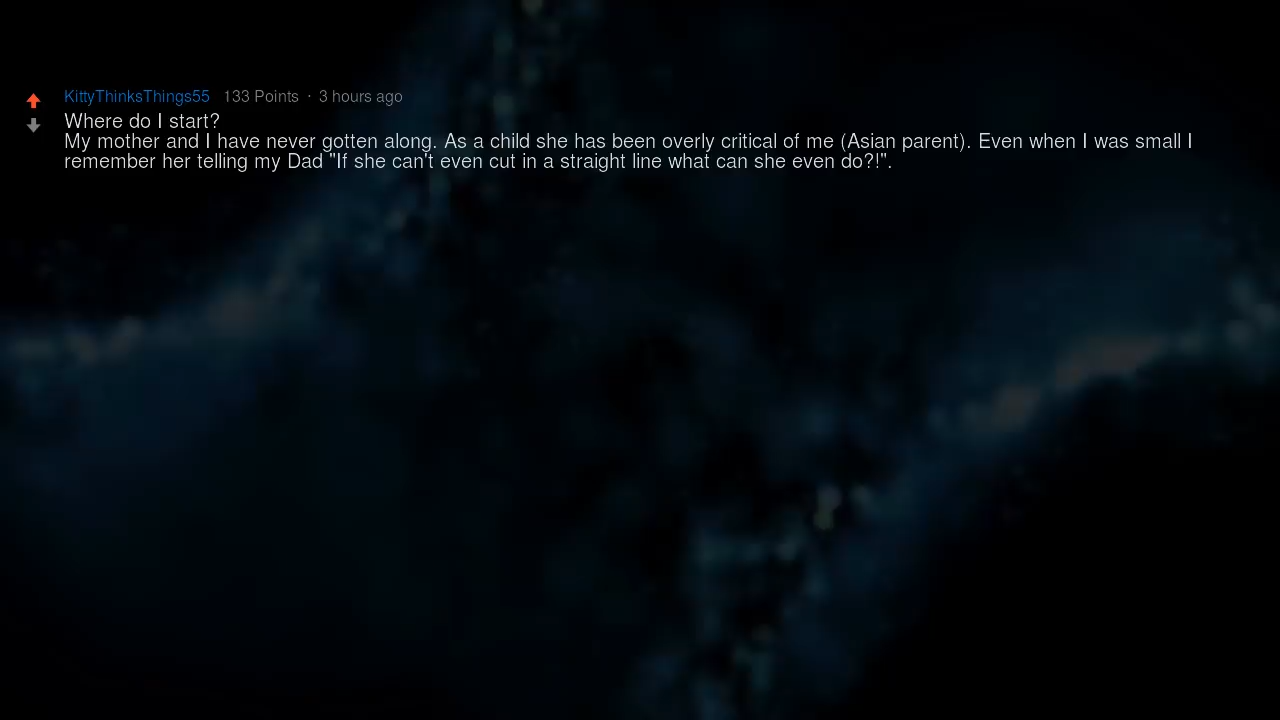 KittyThinksThings55 133 Points · 3 hours ago
Where do I start?
My mother and I have never gotten along. As a child she has been overly critical of me (Asian parent). Even when I was small I
remember her telling my Dad "If she can't even cut in a straight line what can she even do?!".